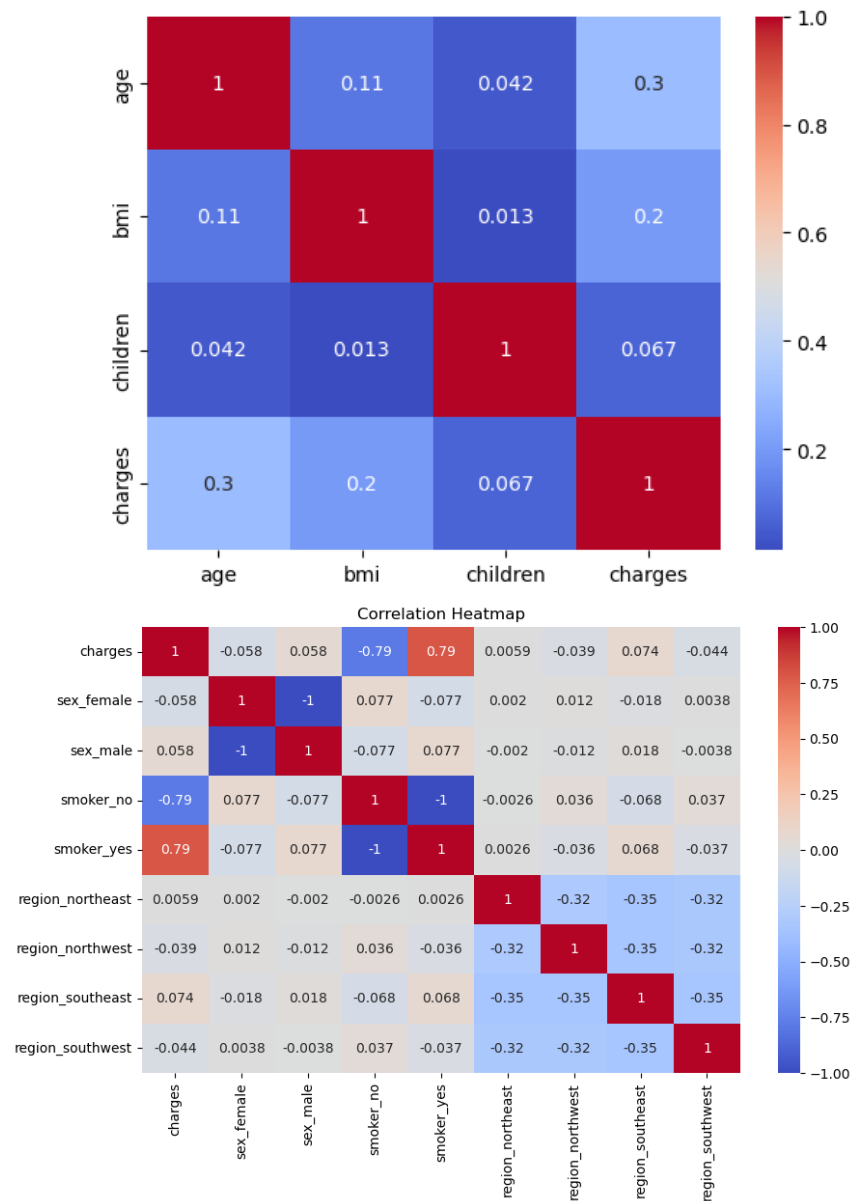 1.0
age 1 0.11 0.042 0.3
0.8
bmi 0.11 1 0.013 0.2
0.6
children 0.042 0.013 1 0.067
0.4
charges 0.3 0.2 0.067 1
0.2
age bmi children charges
Correlation Heatmap
charges 1 -0.058 0.058 -0.79 0.79 0.0059 -0.039 0.074 -0.044
sex_female -0.058 1 -1 0.077 -0.077 0.002 0.012 -0.018 0.0038
sex_male 0.058 -1 1 -0.077 0.077 -0.002 -0.012 0.018 -0.0038
smoker_no -0.79 0.077 -0.077 1 -1 -0.0026 0.036 -0.068 0.037
smoker_yes 0.79 -0.077 0.077 -1 1 0.0026 -0.036 0.068 -0.037
region_northeast 0.0059 0.002 -0.002 -0.0026 0.0026 1 -0.32 -0.35 -0.32
region_northwest -0.039 0.012 -0.012 0.036 -0.036 -0.32 1 -0.35 -0.32
region_southeast 0.074 -0.018 0.018 -0.068 0.068 -0.35 -0.35 1 -0.35
region_southwest -0.044 0.0038 -0.0038 0.037 -0.037 -0.32 -0.32 -0.35 1
charges sex_female sex_male smoker_no smoker_yes region_northeast region_northwest region_southeast region_southwest
1.00
0.75
0.50
0.25
0.00
−0.25
−0.50
−0.75
−1.00